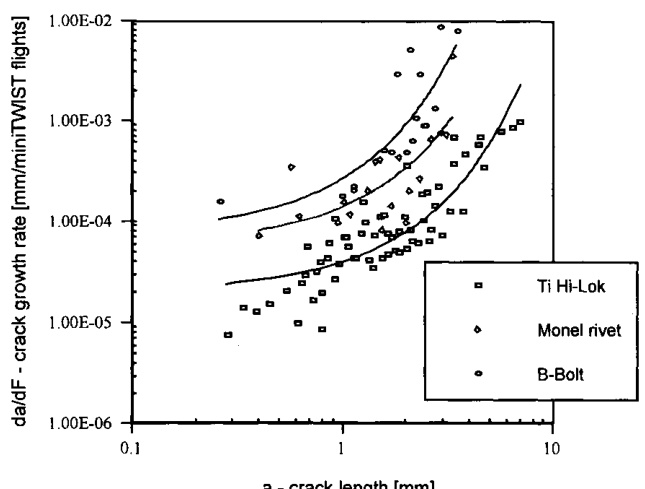 1.00E-02
1.00E-03
1.00E-04
1.00E-05
1.00E-06
da/dF - crack growth rate [mm/miniTWIST flights]
0.1
1
10
a - crack length [mm]
Ti Hi-Lok
Monel rivet
B-Bolt